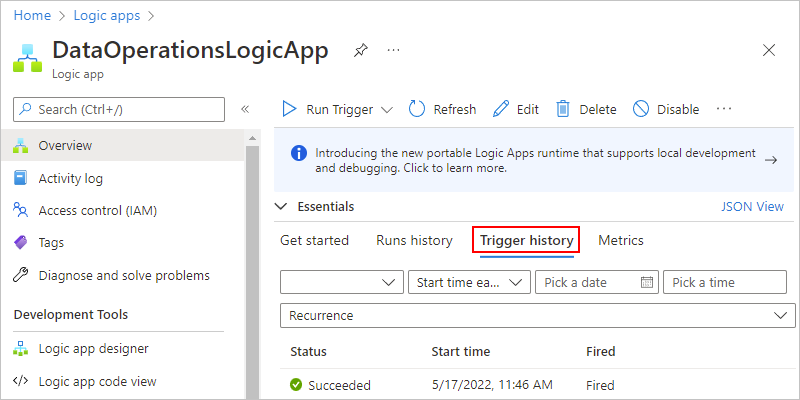 Home > Logic apps >
DataOperationsLogicApp
Logic app
Search (Ctrl+/)
«
Run Trigger
Refresh
Edit
Delete
Disable
Overview
Activity log
Access control (IAM)
Tags
Diagnose and solve problems
Development Tools
Logic app designer
Logic app code view
Introducing the new portable Logic Apps runtime that supports local development
and debugging. Click to learn more.
Essentials
JSON View
Get started
Runs history
Trigger history
Metrics
Start time ea...
Pick a date
Pick a time
Recurrence
Status Start time Fired
Succeeded 5/17/2022, 11:46 AM Fired